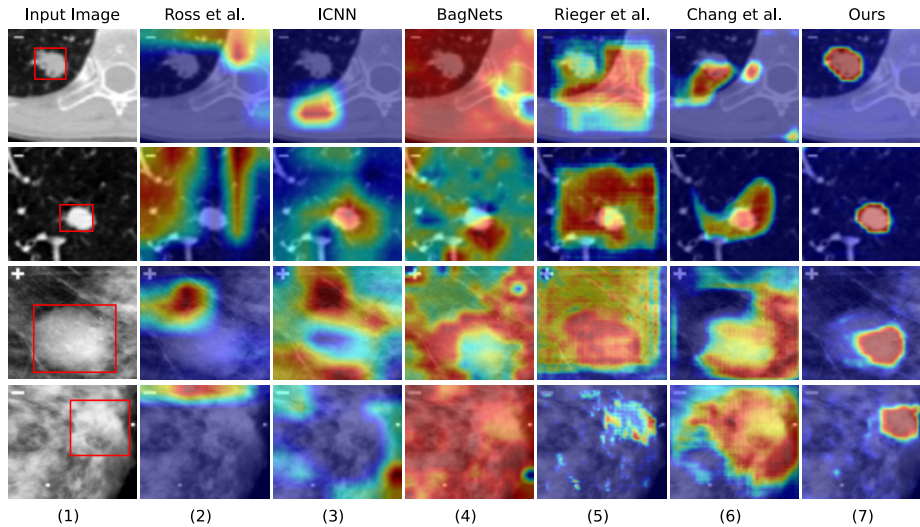 Input Image Ross et al. ICNN BagNets Rieger et al. Chang et al. Ours
(1) (2) (3) (4) (5) (6) (7)